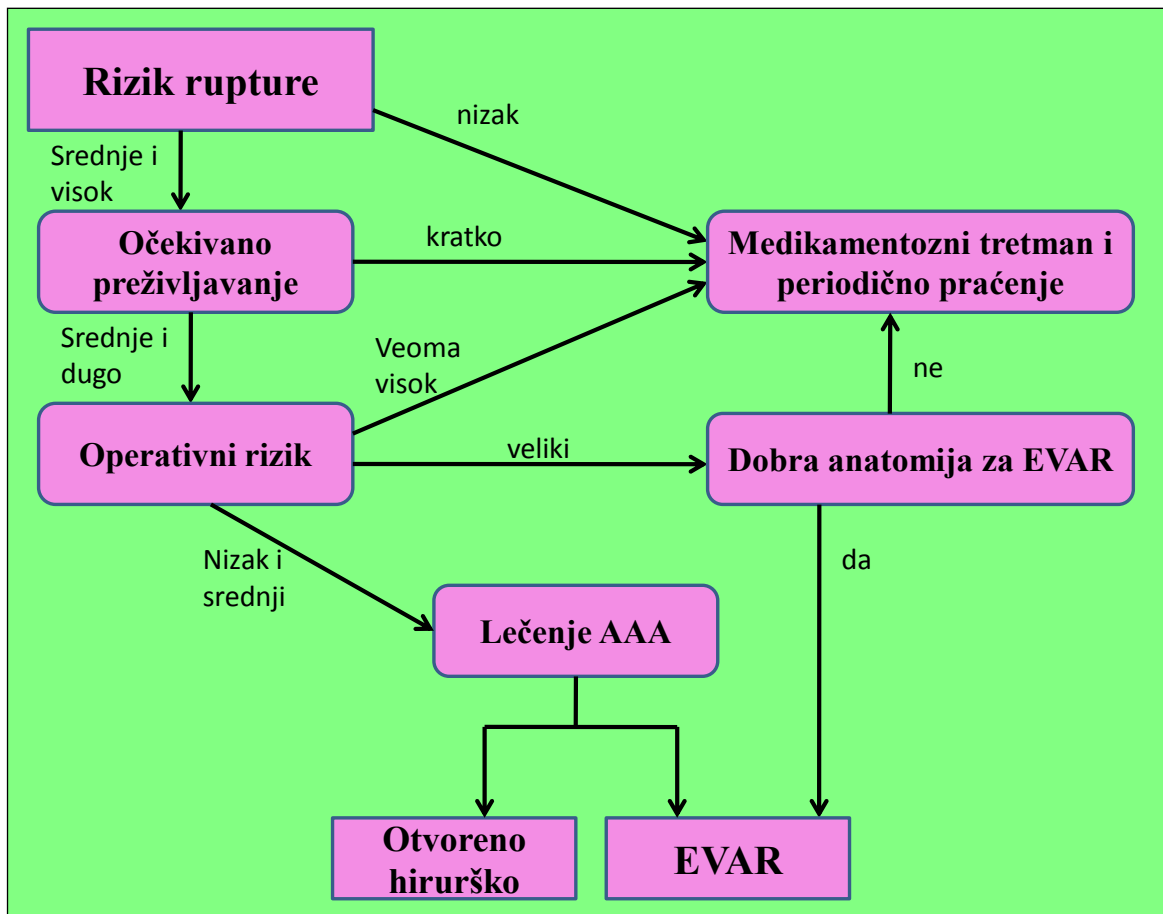 Rizik rupture
nizak
Srednje i
visok
Očekivano
preživljavanje
kratko
Medikamentozni tretman i
periodično praćenje
Srednje i
dugo
Veoma
visok
ne
Operativni rizik
veliki
Dobra anatomija za EVAR
Nizak i
srednji
da
Lečenje AAA
Otvoreno
hirurško
EVAR